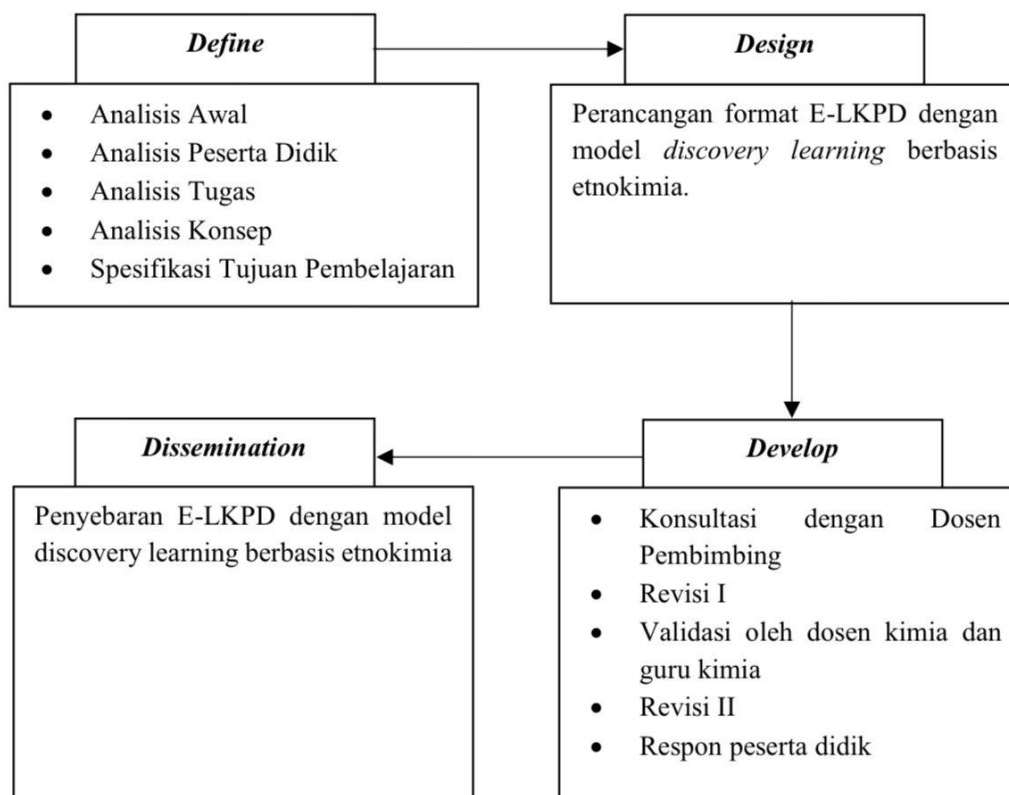 Define
• Analisis Awal
• Analisis Peserta Didik
• Analisis Tugas
• Analisis Konsep
• Spesifikasi Tujuan Pembelajaran
Design
Perancangan format E-LKPD dengan
model discovery learning berbasis
etnokimia.
Develop
• Konsultasi dengan Dosen
Pembimbing
• Revisi I
• Validasi oleh dosen kimia dan
guru kimia
• Revisi II
• Respon peserta didik
Dissemination
Penyebaran E-LKPD dengan model
discovery learning berbasis etnokimia